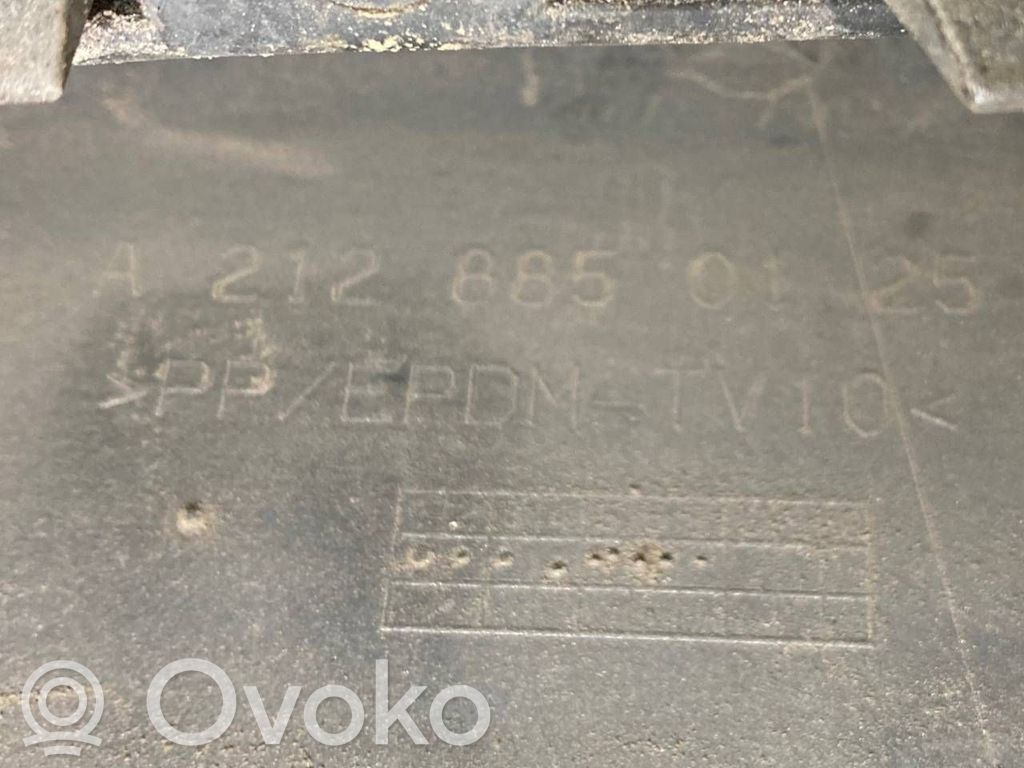 A 212 885 01 25
>PP/EPDM-TV10<
Ovoko